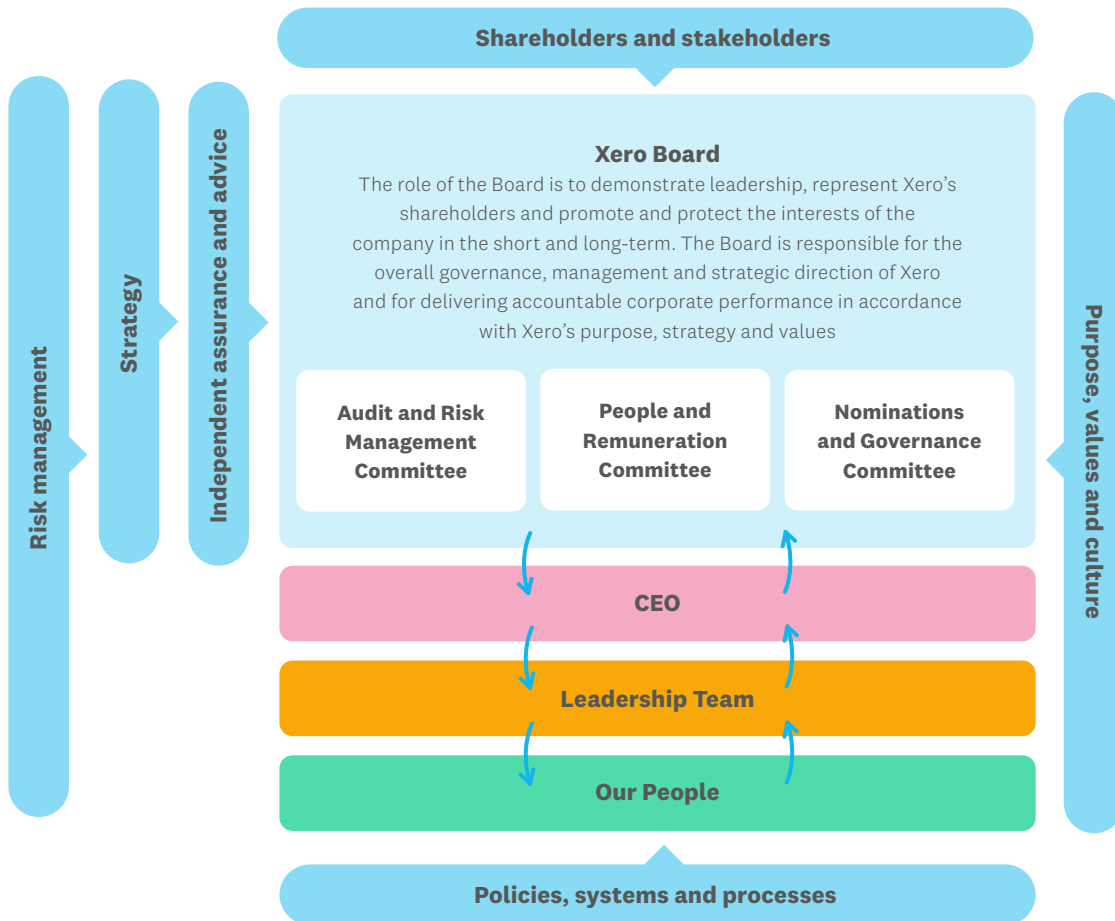 Shareholders and stakeholders
Risk management
Strategy
Independent assurance and advice
Xero Board
The role of the Board is to demonstrate leadership, represent Xero’s
shareholders and promote and protect the interests of the
company in the short and long-term. The Board is responsible for the
overall governance, management and strategic direction of Xero
and for delivering accountable corporate performance in accordance
with Xero’s purpose, strategy and values
Audit and Risk
Management
Committee
People and
Remuneration
Committee
Nominations
and Governance
Committee
Purpose, values and culture
CEO
Leadership Team
Our People
Policies, systems and processes